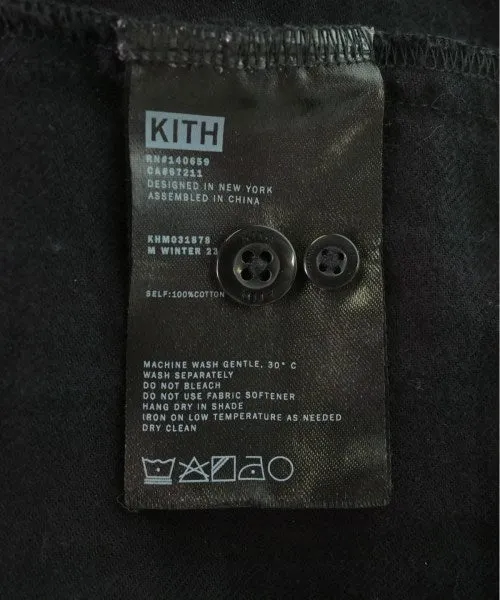 KITH
RN#140659
CA#67211
DESIGNED IN NEW YORK
ASSEMBLED IN CHINA
KHM031878
M WINTER 23
SELF:100%COTTON
MACHINE WASH GENTLE, 30° C
WASH SEPARATELY
DO NOT BLEACH
DO NOT USE FABRIC SOFTENER
HANG DRY IN SHADE
IRON ON LOW TEMPERATURE AS NEEDED
DRY CLEAN